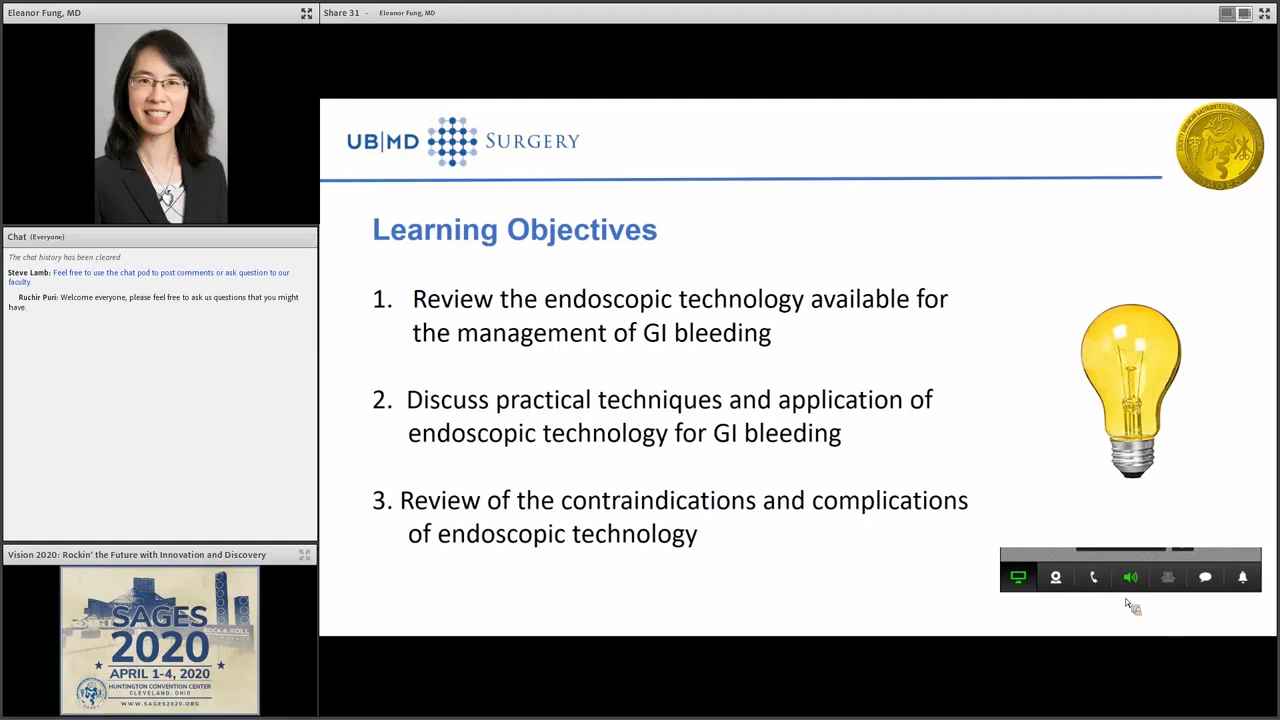 Eleanor Fung, MD
Share 31 - Eleanor Fung, MD
UB|MD SURGERY
SAGES
Learning Objectives
1. Review the endoscopic technology available for
the management of GI bleeding
2. Discuss practical techniques and application of
endoscopic technology for GI bleeding
3. Review of the contraindications and complications
of endoscopic technology
Chat (Everyone)
The chat history has been cleared
Steve Lamb: Feel free to use the chat pod to post comments or ask question to our
faculty.
Ruchir Puri: Welcome everyone, please feel free to ask us questions that you might
have.
Vision 2020: Rockin' the Future with Innovation and Discovery
SAGES
ROCK & ROLL
2020
APRIL 1-4, 2020
HUNTINGTON CONVENTION CENTER
CLEVELAND, OHIO
WWW.SAGES2020.ORG